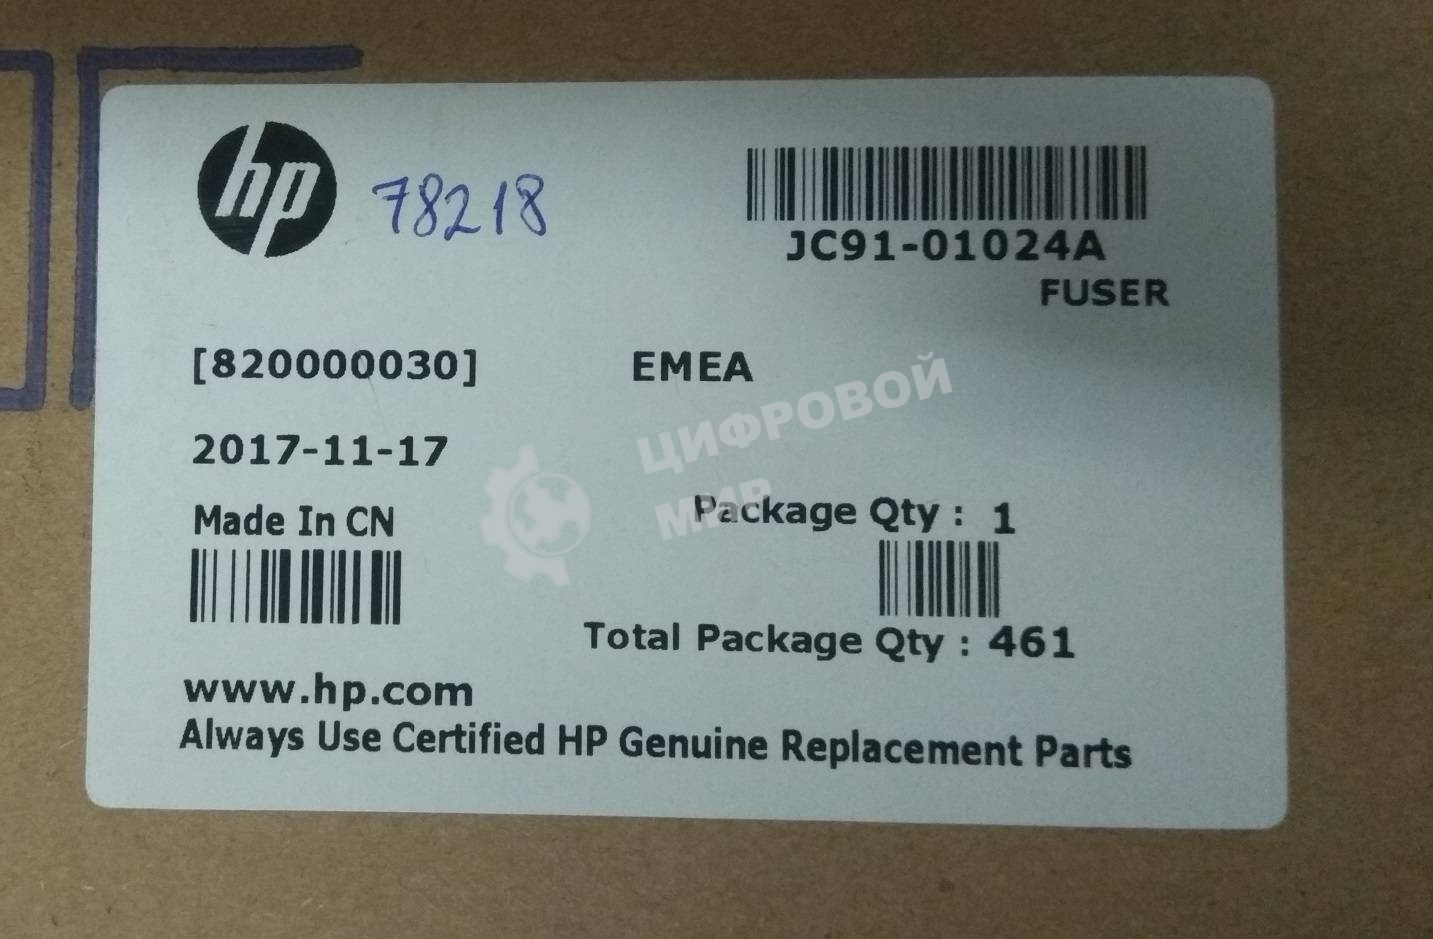 hp
78218
JC91-01024A
FUSER
[820000030]
EMEA
2017-11-17
ЦИФРОВОЙ
МИР
Made In CN
Package Qty : 1
Total Package Qty : 461
www.hp.com
Always Use Certified HP Genuine Replacement Parts